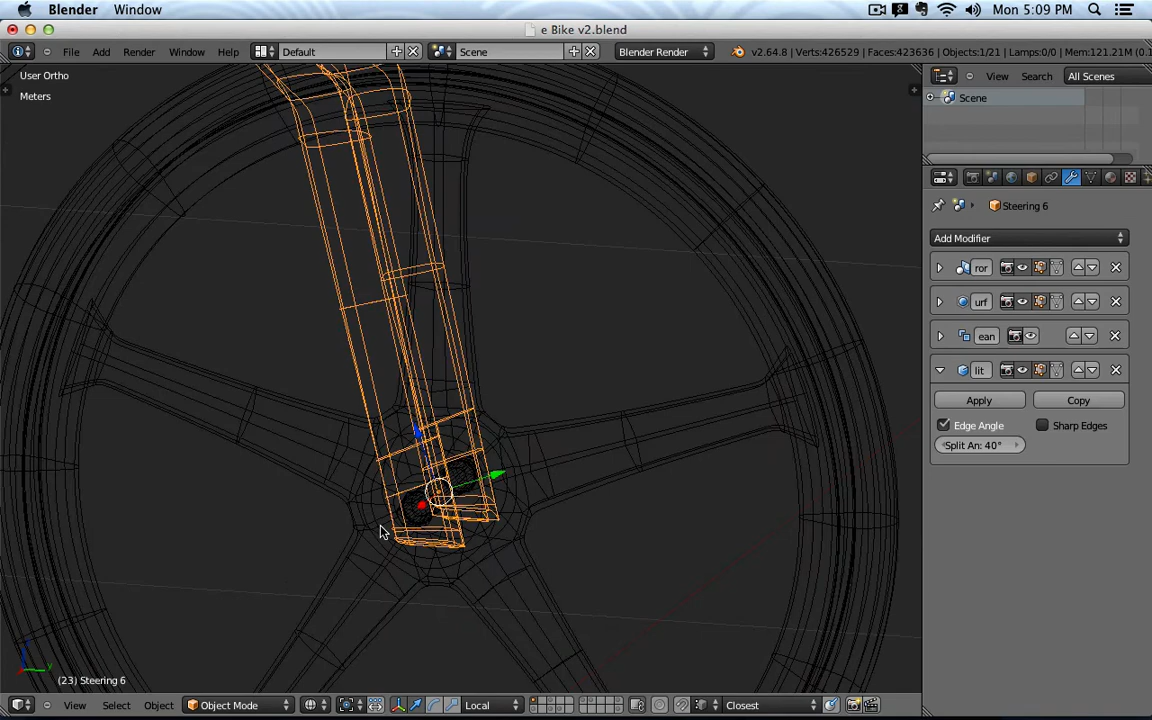 Blender Window Mon 5:09 PM
e Bike v2.blend
File Add Render Window Help Default Scene Blender Render v2.64.8 | Verts:426529 | Faces:423636 | Objects:1/21 | Lamps:0/0 | Mem:121.21M (0.1
User Ortho
Meters
View Search All Scenes
Scene
Steering 6
Add Modifier
ror
urf
ean
lit
Apply Copy
Edge Angle Sharp Edges
Split An: 40°
(23) Steering 6
View Select Object Object Mode Local Closest